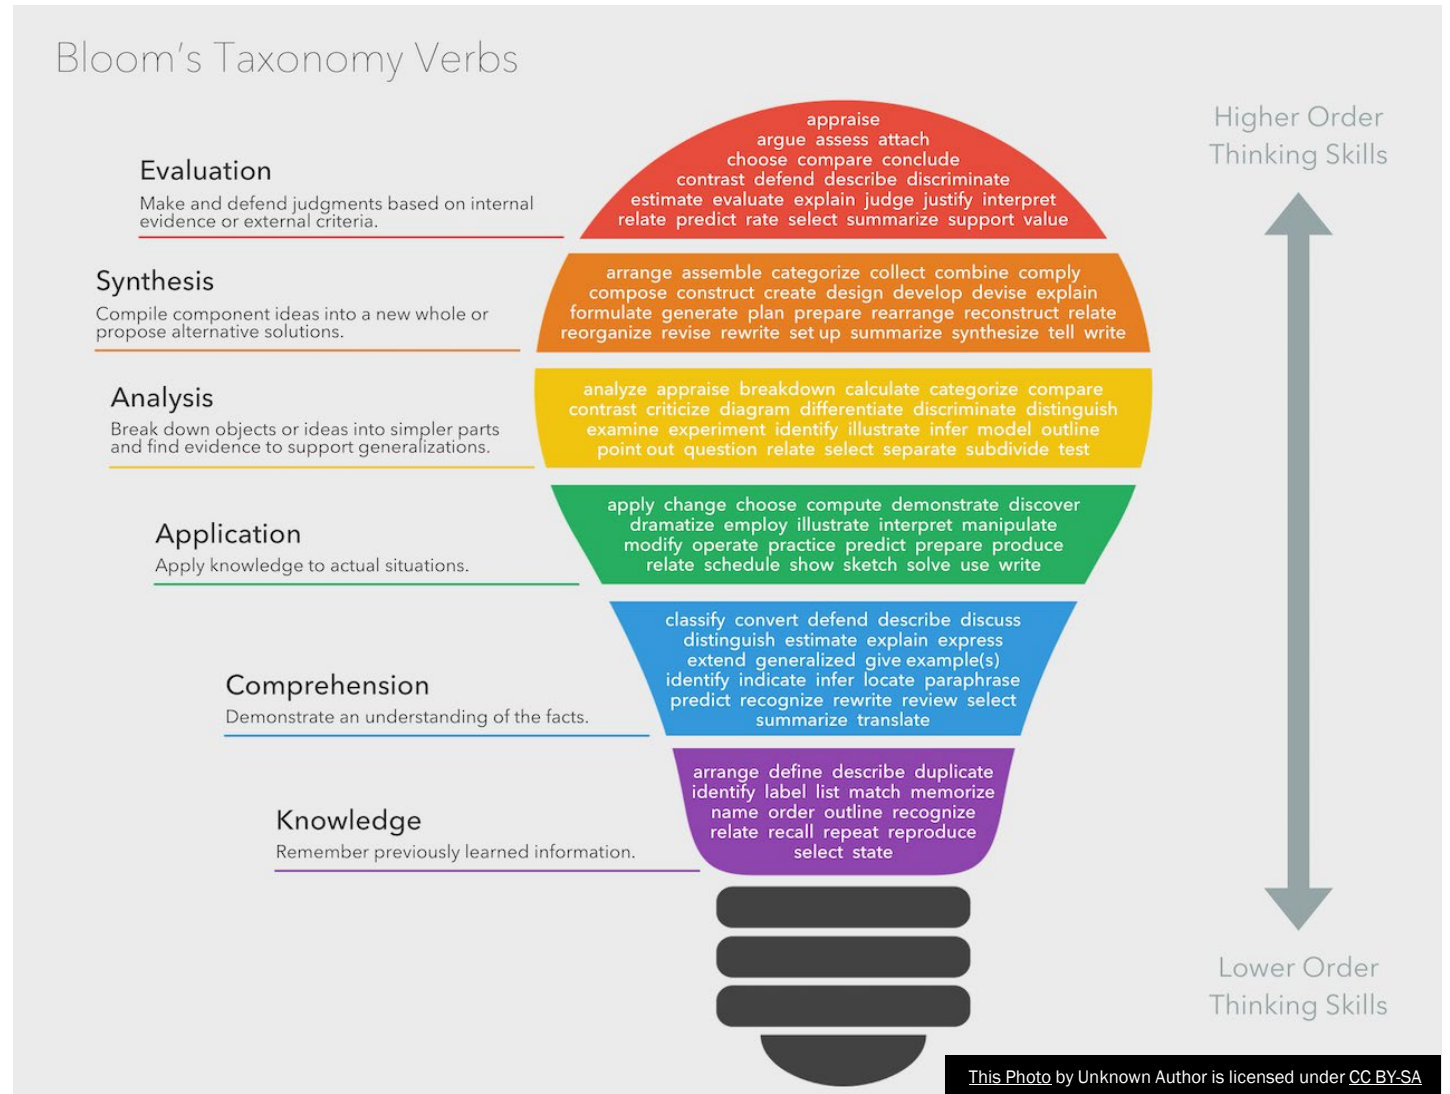 Bloom's Taxonomy Verbs
Higher Order
Thinking Skills
Evaluation
Make and defend judgments based on internal
evidence or external criteria.
appraise
argue assess attach
choose compare conclude
contrast defend describe discriminate
estimate evaluate explain judge justify interpret
relate predict rate select summarize support value
Synthesis
Compile component ideas into a new whole or
propose alternative solutions.
arrange assemble categorize collect combine comply
compose construct create design develop devise explain
formulate generate plan prepare rearrange reconstruct relate
reorganize revise rewrite set up summarize synthesize tell write
Analysis
Break down objects or ideas into simpler parts
and find evidence to support generalizations.
analyze appraise breakdown calculate categorize compare
contrast criticize diagram differentiate discriminate distinguish
examine experiment identify illustrate infer model outline
point out question relate select separate subdivide test
Application
Apply knowledge to actual situations.
apply change choose compute demonstrate discover
dramatize employ illustrate interpret manipulate
modify operate practice predict prepare produce
relate schedule show sketch solve use write
Comprehension
Demonstrate an understanding of the facts.
classify convert defend describe discuss
distinguish estimate explain express
extend generalized give example(s)
identify indicate infer locate paraphrase
predict recognize rewrite review select
summarize translate
Knowledge
Remember previously learned information.
arrange define describe duplicate
identify label list match memorize
name order outline recognize
relate recall repeat reproduce
select state
Lower Order
Thinking Skills
This Photo by Unknown Author is licensed under CC BY-SA